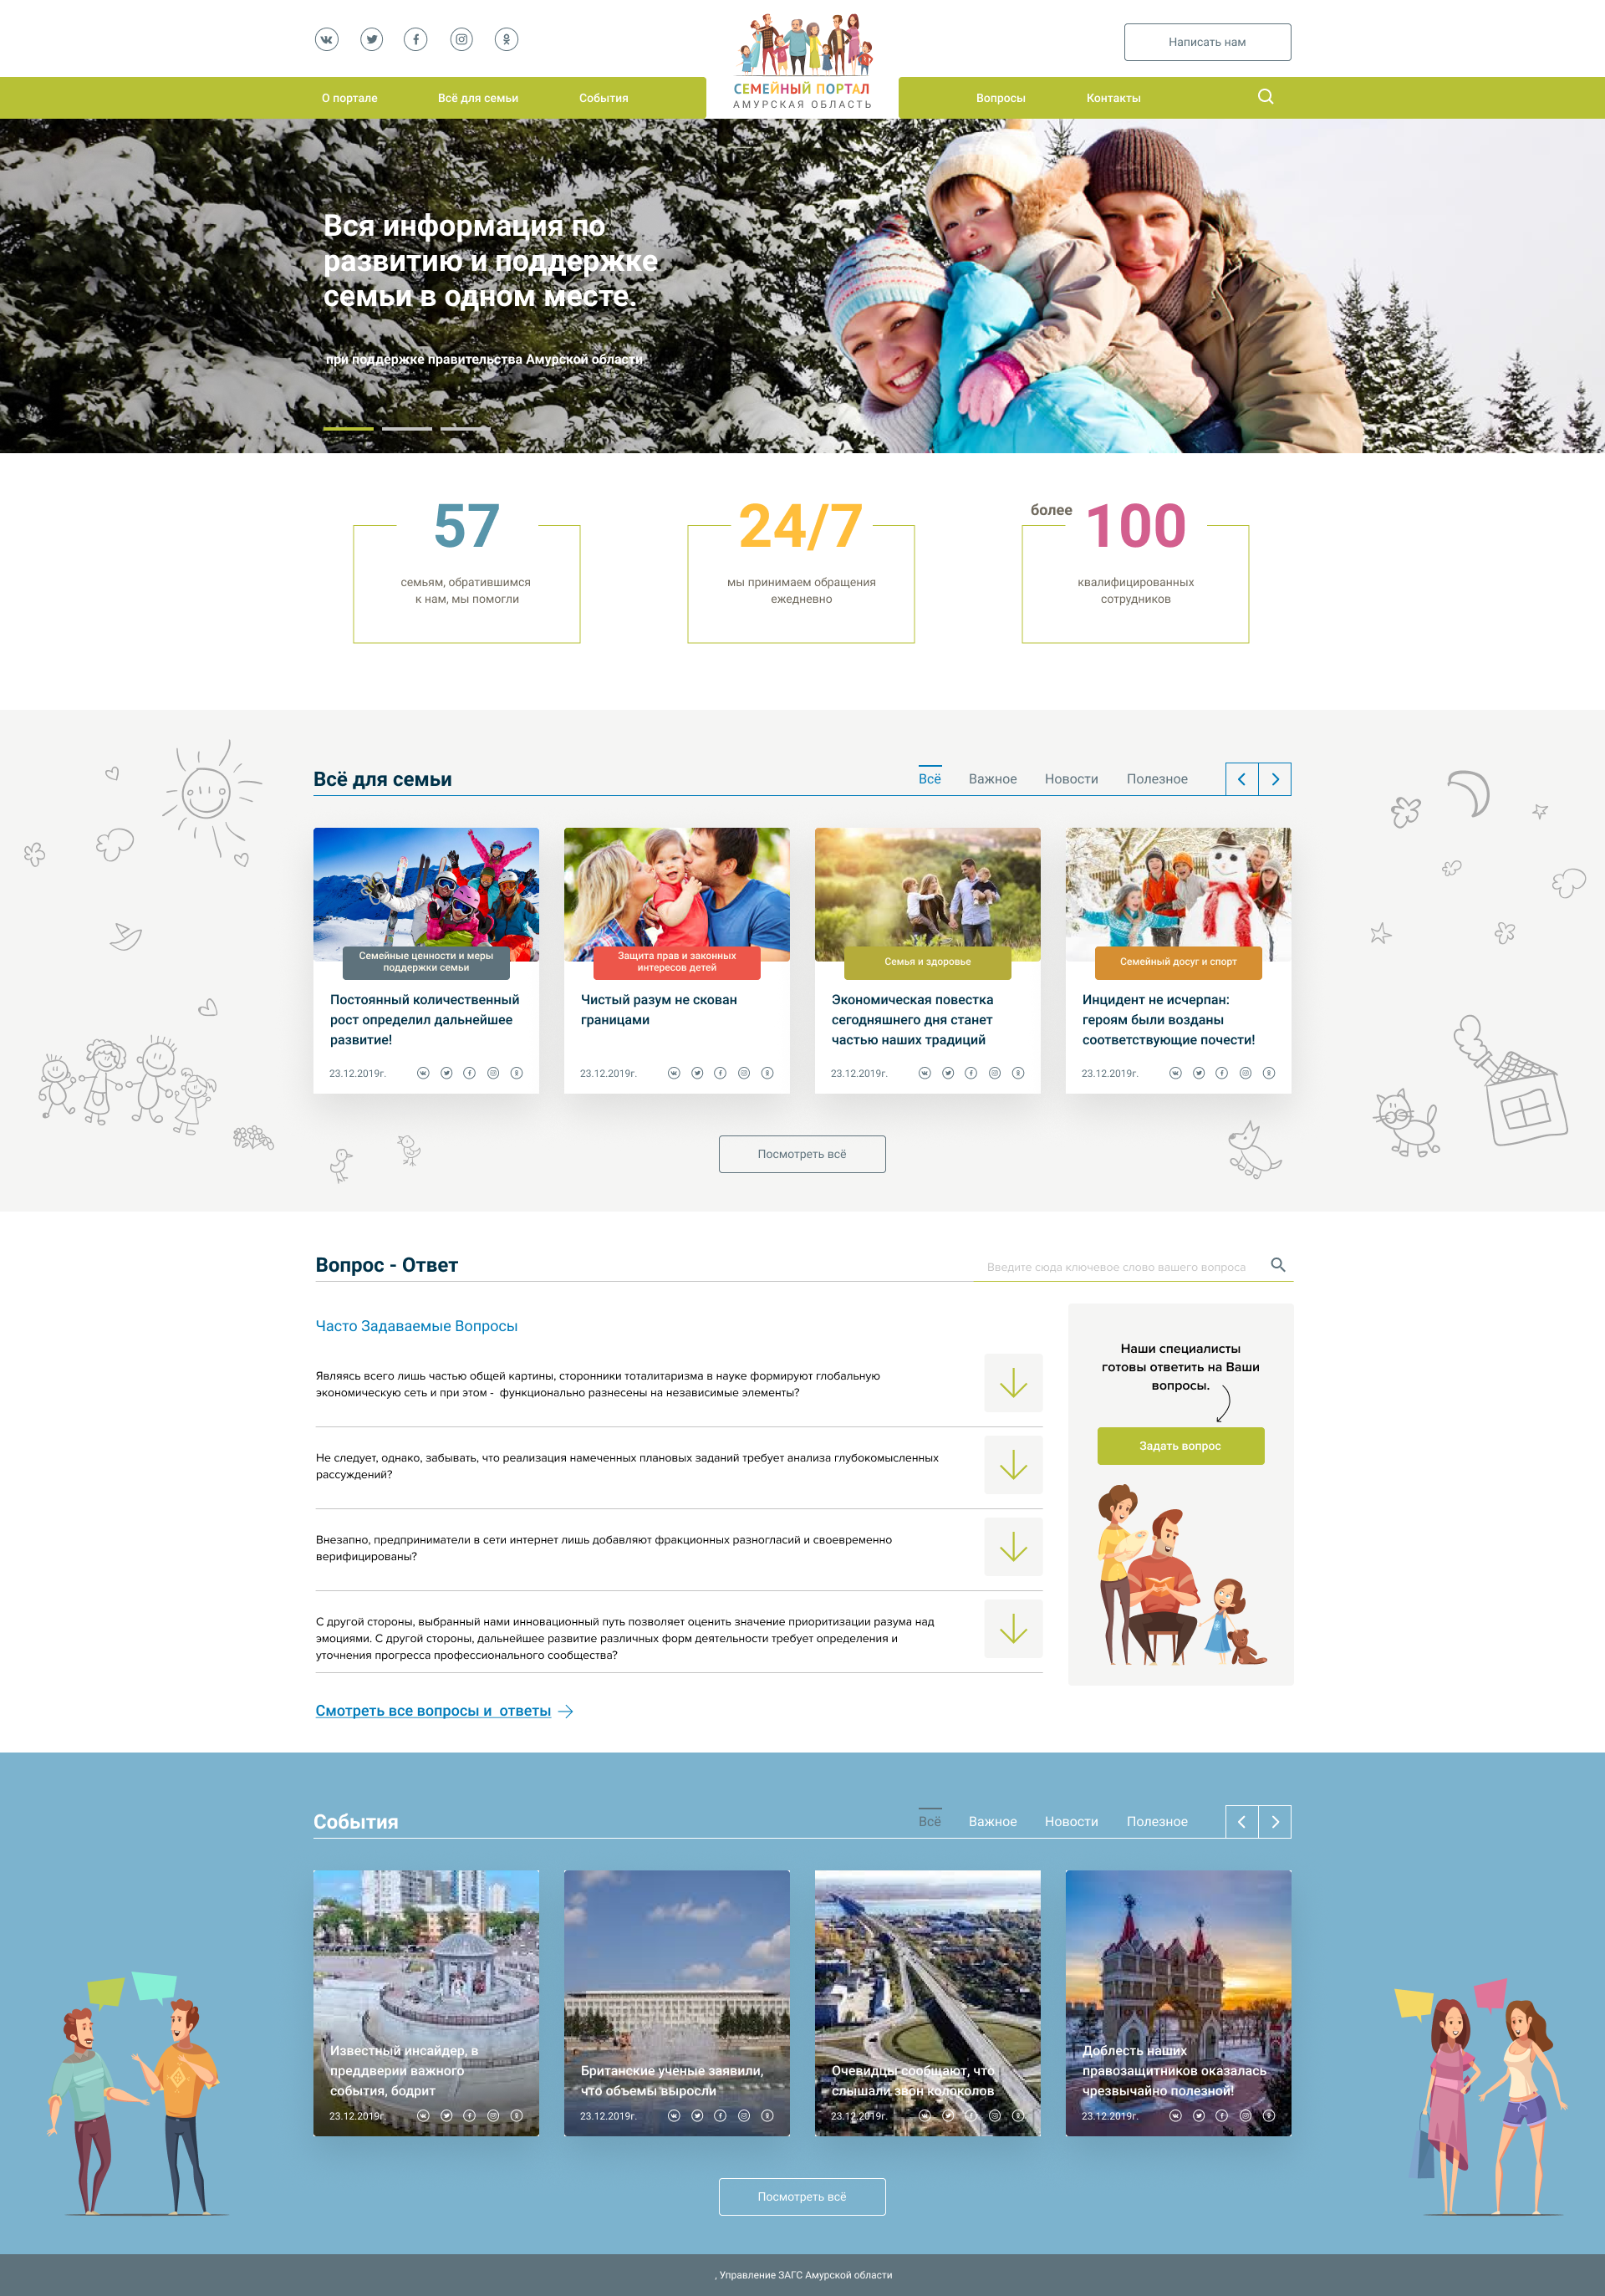 Написать нам
СЕМЕЙНЫЙ ПОРТАЛ
АМУРСКАЯ ОБЛАСТЬ
О портале
Всё для семьи
События
Вопросы
Контакты
Вся информация по
развитию и поддержке
семьи в одном месте.
при поддержке правительства Амурской области
57
семьям, обратившимся
к нам, мы помогли
24/7
мы принимаем обращения
ежедневно
более 100
квалифицированных
сотрудников
Всё для семьи
Всё
Важное
Новости
Полезное
Семейные ценности и меры
поддержки семьи
Постоянный количественный
рост определил дальнейшее
развитие!
23.12.2019г.
Защита прав и законных
интересов детей
Чистый разум не скован
границами
23.12.2019г.
Семья и здоровье
Экономическая повестка
сегодняшнего дня станет
частью наших традиций
23.12.2019г.
Семейный досуг и спорт
Инцидент не исчерпан:
героям были возданы
соответствующие почести!
23.12.2019г.
Посмотреть всё
Вопрос - Ответ
Введите сюда ключевое слово вашего вопроса
Часто Задаваемые Вопросы
Являясь всего лишь частью общей картины, сторонники тоталитаризма в науке формируют глобальную
экономическую сеть и при этом -  функционально разнесены на независимые элементы?
Не следует, однако, забывать, что реализация намеченных плановых заданий требует анализа глубокомысленных
рассуждений?
Внезапно, предприниматели в сети интернет лишь добавляют фракционных разногласий и своевременно
верифицированы?
С другой стороны, выбранный нами инновационный путь позволяет оценить значение приоритизации разума над
эмоциями. С другой стороны, дальнейшее развитие различных форм деятельности требует определения и
уточнения прогресса профессионального сообщества?
Смотреть все вопросы и  ответы
Наши специалисты
готовы ответить на Ваши
вопросы.
Задать вопрос
События
Всё
Важное
Новости
Полезное
Известный инсайдер, в
преддверии важного
события, бодрит
23.12.2019г.
Британские ученые заявили,
что объемы выросли
23.12.2019г.
Очевидцы сообщают, что
слышали звон колоколов
23.12.2019г.
Доблесть наших
правозащитников оказалась
чрезвычайно полезной!
23.12.2019г.
Посмотреть всё
, Управление ЗАГС Амурской области